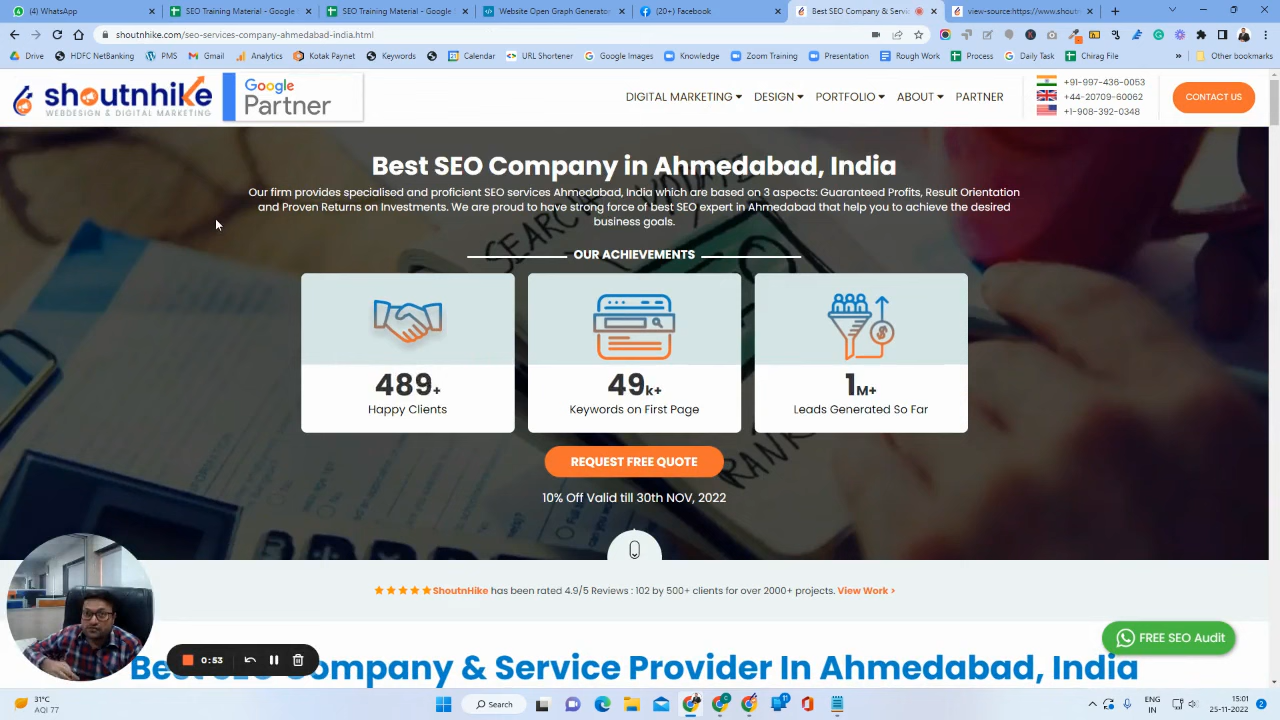 (4) WhatsApp
SEO Training Material - Google
SEO Training Material - Google
Facebook Open Graph Generator
(20+) Facebook
Best SEO Company & Service
view-source:https://www.shoutn
shoutnhike.com/seo-services-company-ahmedabad-india.html
Drive
HDFC NetBanking
PMS
Gmail
Analytics
Kotak Paynet
Keywords
Calendar
URL Shortener
Google Images
Knowledge
Zoom Training
Presentation
Rough Work
Process
Daily Task
Chirag File
Other bookmarks
shoutnhike
WEBDESIGN & DIGITAL MARKETING
Google
Partner
DIGITAL MARKETING
DESIGN
PORTFOLIO
ABOUT
PARTNER
+91-997-436-0053
+44-20709-60062
+1-908-392-0348
CONTACT US
Best SEO Company in Ahmedabad, India
Our firm provides specialised and proficient SEO services Ahmedabad, India which are based on 3 aspects: Guaranteed Profits, Result Orientation
and Proven Returns on Investments. We are proud to have strong force of best SEO expert in Ahmedabad that help you to achieve the desired
business goals.
OUR ACHIEVEMENTS
489+
Happy Clients
49k+
Keywords on First Page
1M+
Leads Generated So Far
REQUEST FREE QUOTE
10% Off Valid till 30th NOV, 2022
ShoutnHike has been rated 4.9/5 Reviews : 102 by 500+ clients for over 2000+ projects. View Work >
FREE SEO Audit
0:53
Company & Service Provider In Ahmedabad, India
31°C
AQI 77
Search
ENG
IN
15:01
25-11-2022